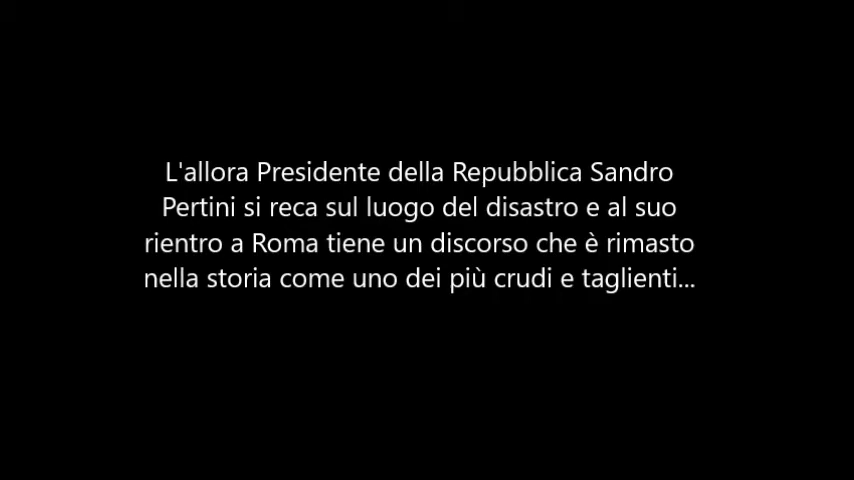 L'allora Presidente della Repubblica Sandro
Pertini si reca sul luogo del disastro e al suo
rientro a Roma tiene un discorso che è rimasto
nella storia come uno dei più crudi e taglienti...